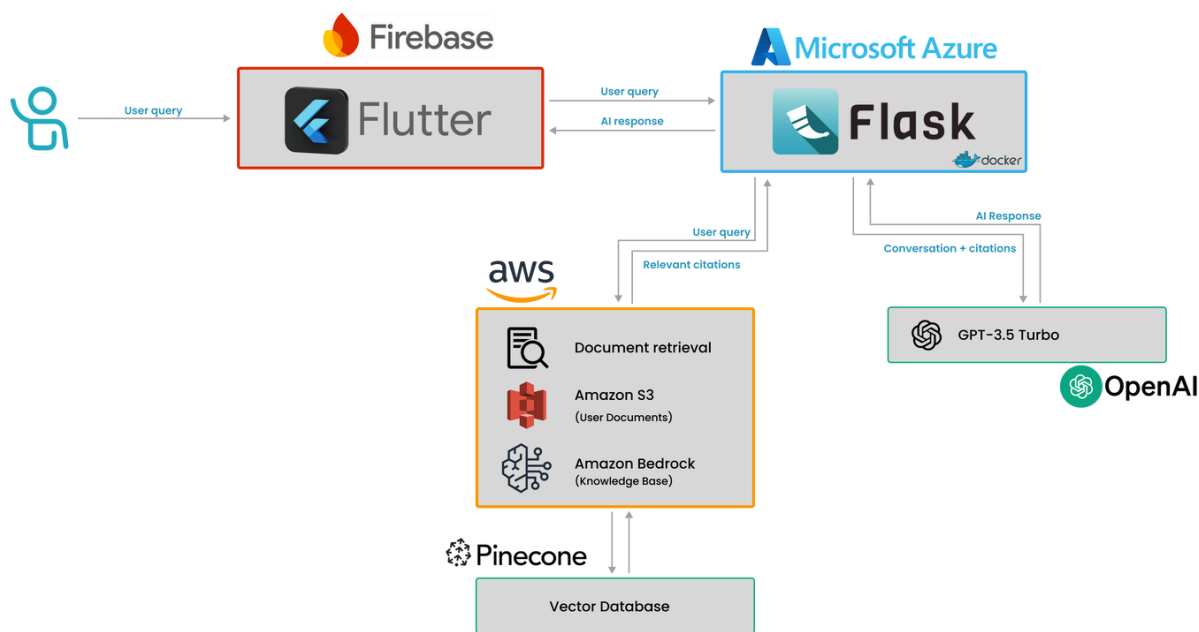 Firebase
Microsoft Azure
User query
Flutter
User query
AI response
Flask
docker
User query
Relevant citations
AI Response
Conversation + citations
aws
Document retrieval
Amazon S3
(User Documents)
Amazon Bedrock
(Knowledge Base)
GPT-3.5 Turbo
OpenAI
Pinecone
Vector Database